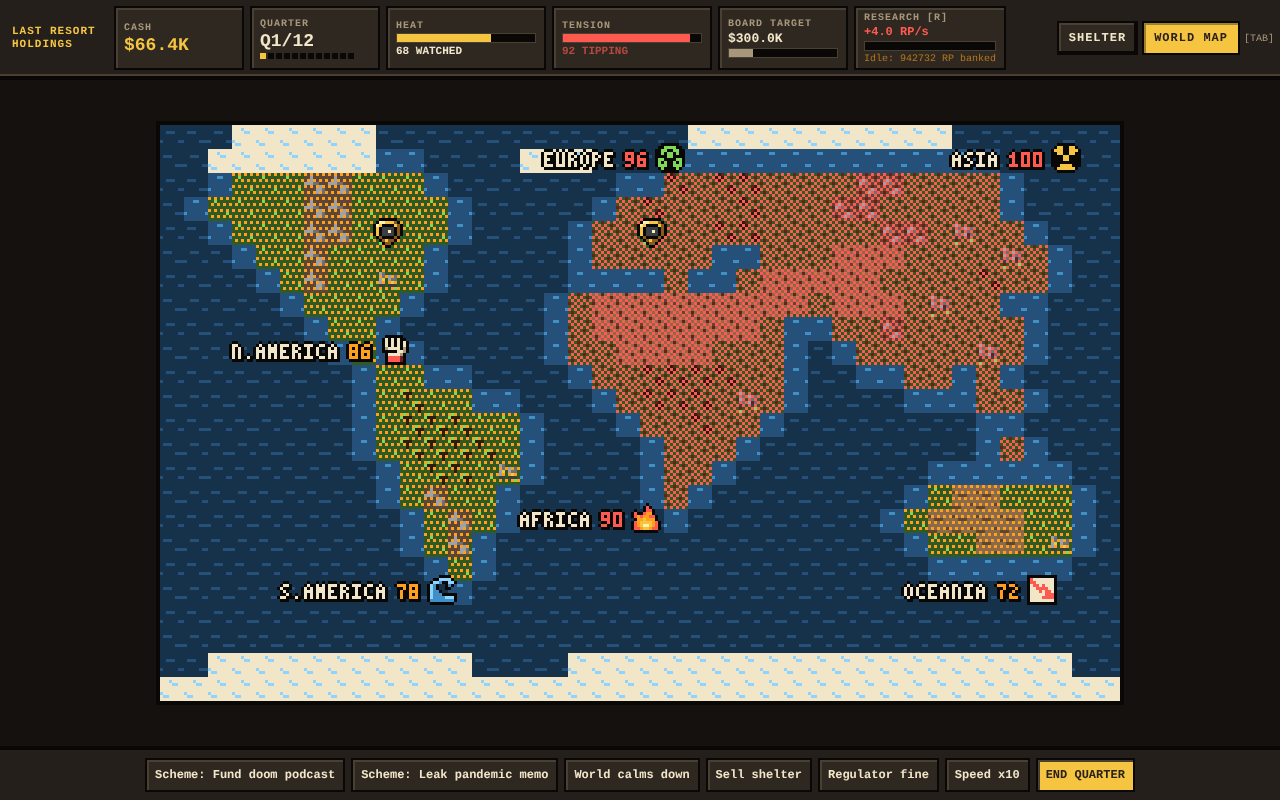 LAST RESORT
HOLDINGS
CASH
$66.4K
QUARTER
Q1/12
HEAT
68 WATCHED
TENSION
92 TIPPING
BOARD TARGET
$300.0K
RESEARCH [R]
+4.0 RP/s
Idle: 942732 RP banked
SHELTER
WORLD MAP
[TAB]
EUROPE 96
ASIA 100
N.AMERICA 86
AFRICA 90
S.AMERICA 78
OCEANIA 72
Scheme: Fund doom podcast
Scheme: Leak pandemic memo
World calms down
Sell shelter
Regulator fine
Speed x10
END QUARTER